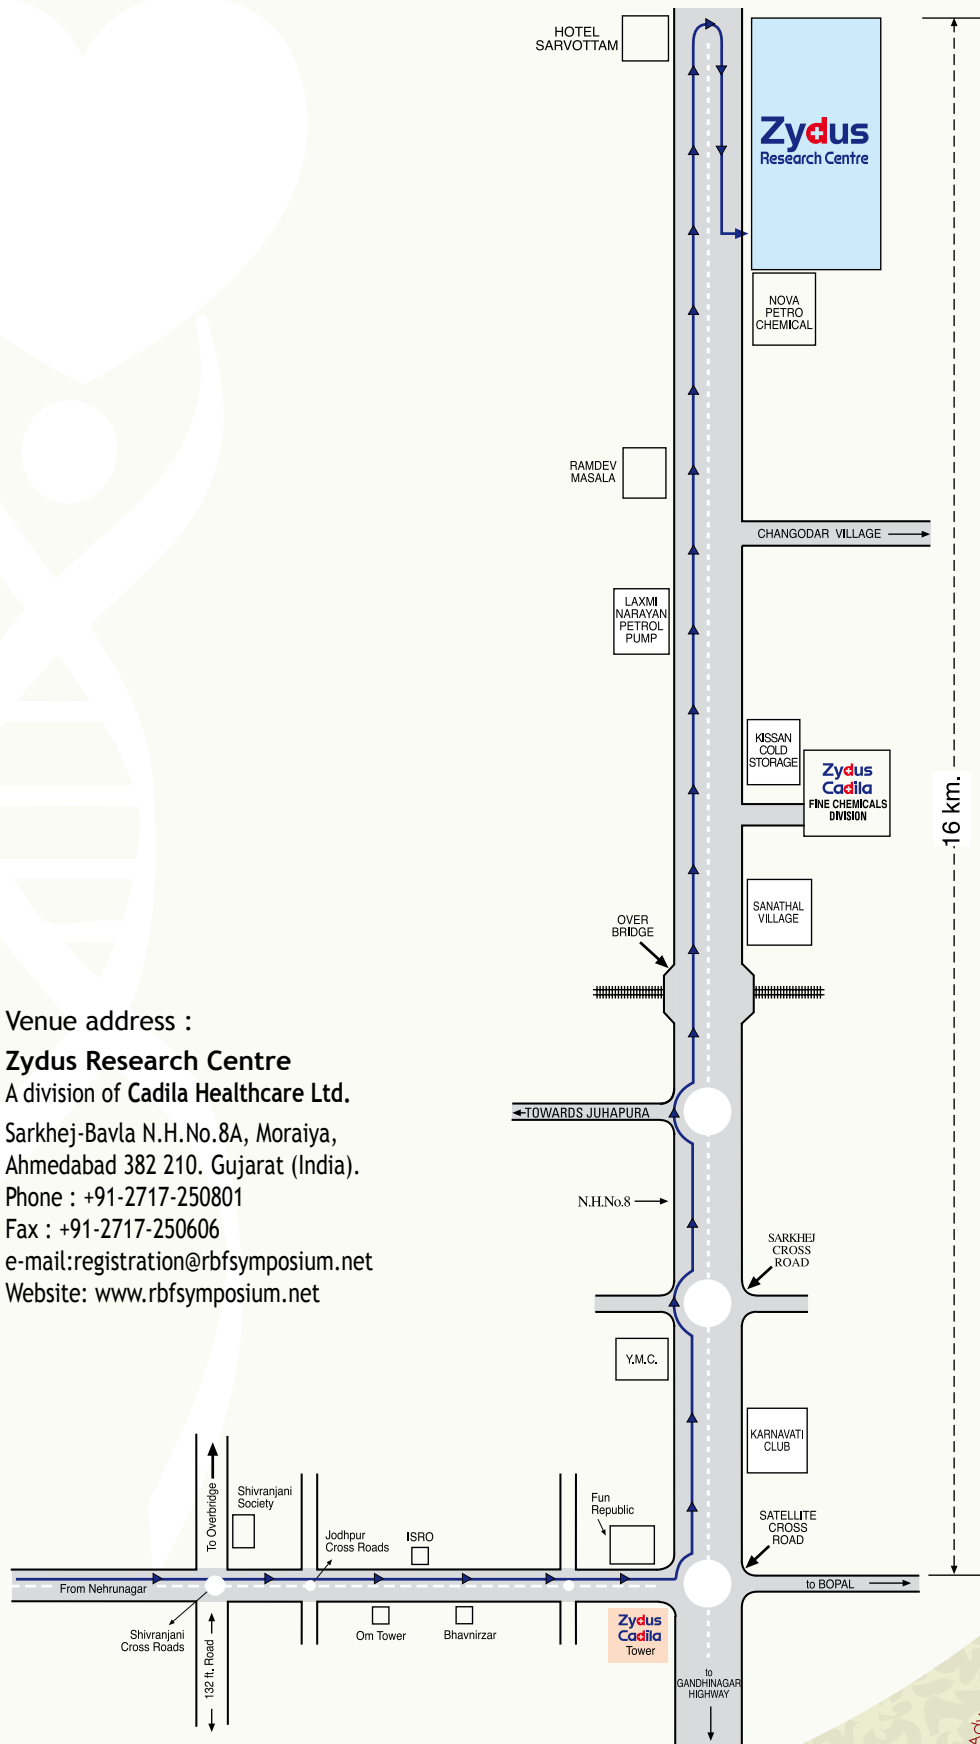 HOTEL
SARVOTTAM
Zydus
Research Centre
NOVA
PETRO
CHEMICAL
RAMDEV
MASALA
CHANGODAR VILLAGE
LAXMI
NARAYAN
PETROL
PUMP
KISSAN
COLD
STORAGE
Zydus
Cadila
FINE CHEMICALS
DIVISION
16 km.
SANATHAL
VILLAGE
OVER
BRIDGE
Venue address :
Zydus Research Centre
A division of Cadila Healthcare Ltd.
Sarkhej-Bavla N.H.No.8A, Moraiya,
Ahmedabad 382 210. Gujarat (India).
Phone : +91-2717-250801
Fax : +91-2717-250606
e-mail:registration@rbfsymposium.net
Website: www.rbfsymposium.net
TOWARDS JUHAPURA
N.H.No.8
SARKHEJ
CROSS
ROAD
Y.M.C.
KARNAVATI
CLUB
SATELLITE
CROSS
ROAD
To Overbridge
Shivranjani
Society
Jodhpur
Cross Roads
ISRO
Fun
Republic
From Nehrunagar
to BOPAL
Shivranjani
Cross Roads
132 ft. Road
Om Tower
Bhavnirzar
Zydus
Cadila
Tower
to
GANDHINAGAR
HIGHWAY